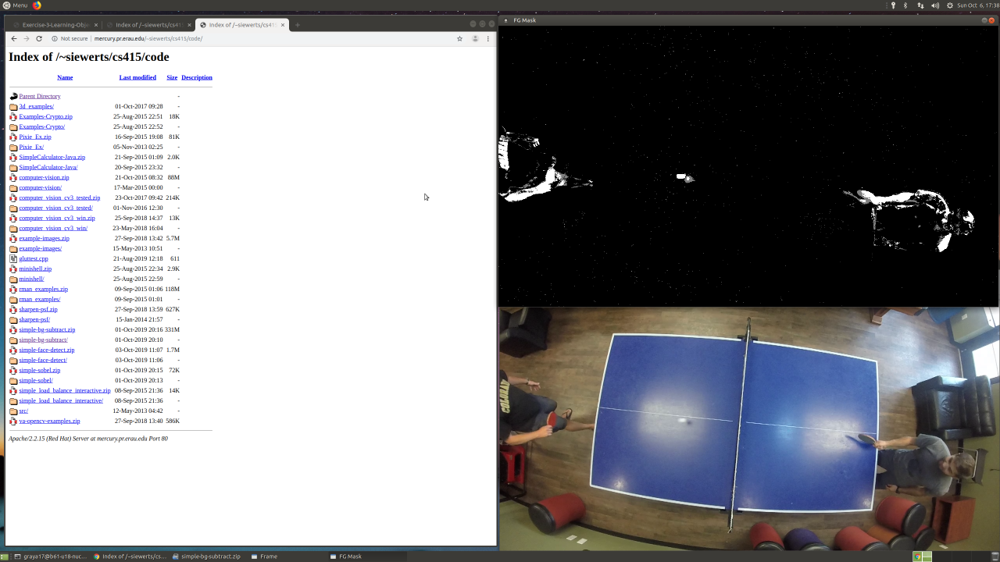 Menu
Sun Oct 6, 17:38
Exercise-3-Learning-Obje
Index of /~siewerts/cs415/
Index of /~siewerts/cs415/
Not secure | mercury.pr.erau.edu/~siewerts/cs415/code/
Index of /~siewerts/cs415/code
Name Last modified Size Description
Parent Directory -
3d_examples/ 01-Oct-2017 09:28 -
Examples-Crypto.zip 25-Aug-2015 22:51 18K
Examples-Crypto/ 25-Aug-2015 22:52 -
Pixie_Ex.zip 16-Sep-2015 19:08 81K
Pixie_Ex/ 05-Nov-2013 02:25 -
SimpleCalculator-Java.zip 21-Sep-2015 01:09 2.0K
SimpleCalculator-Java/ 20-Sep-2015 23:32 -
computer-vision.zip 21-Oct-2015 08:32 88M
computer-vision/ 17-Mar-2015 00:00 -
computer_vision_cv3_tested.zip 23-Oct-2017 09:42 214K
computer_vision_cv3_tested/ 01-Nov-2016 12:30 -
computer_vision_cv3_win.zip 25-Sep-2018 14:37 13K
computer_vision_cv3_win/ 23-May-2018 16:04 -
example-images.zip 27-Sep-2018 13:42 5.7M
example-images/ 15-May-2013 10:51 -
gluttest.cpp 21-Aug-2019 12:18 611
minishell.zip 25-Aug-2015 22:34 2.9K
minishell/ 25-Aug-2015 22:59 -
rman_examples.zip 09-Sep-2015 01:06 118M
rman_examples/ 09-Sep-2015 01:01 -
sharpen-psf.zip 27-Sep-2018 13:59 627K
sharpen-psf/ 15-Jan-2014 21:57 -
simple-bg-subtract.zip 01-Oct-2019 20:16 331M
simple-bg-subtract/ 01-Oct-2019 20:10 -
simple-face-detect.zip 03-Oct-2019 11:07 1.7M
simple-face-detect/ 03-Oct-2019 11:06 -
simple-sobel.zip 01-Oct-2019 20:15 72K
simple-sobel/ 01-Oct-2019 20:13 -
simple_load_balance_interactive.zip 08-Sep-2015 21:36 14K
simple_load_balance_interactive/ 08-Sep-2015 21:36 -
src/ 12-May-2013 04:42 -
va-opencv-examples.zip 27-Sep-2018 13:40 586K
Apache/2.2.15 (Red Hat) Server at mercury.pr.erau.edu Port 80
FG Mask
graya17@b61-u18-nuc...
Index of /~siewerts/cs...
simple-bg-subtract.zip
Frame
FG Mask